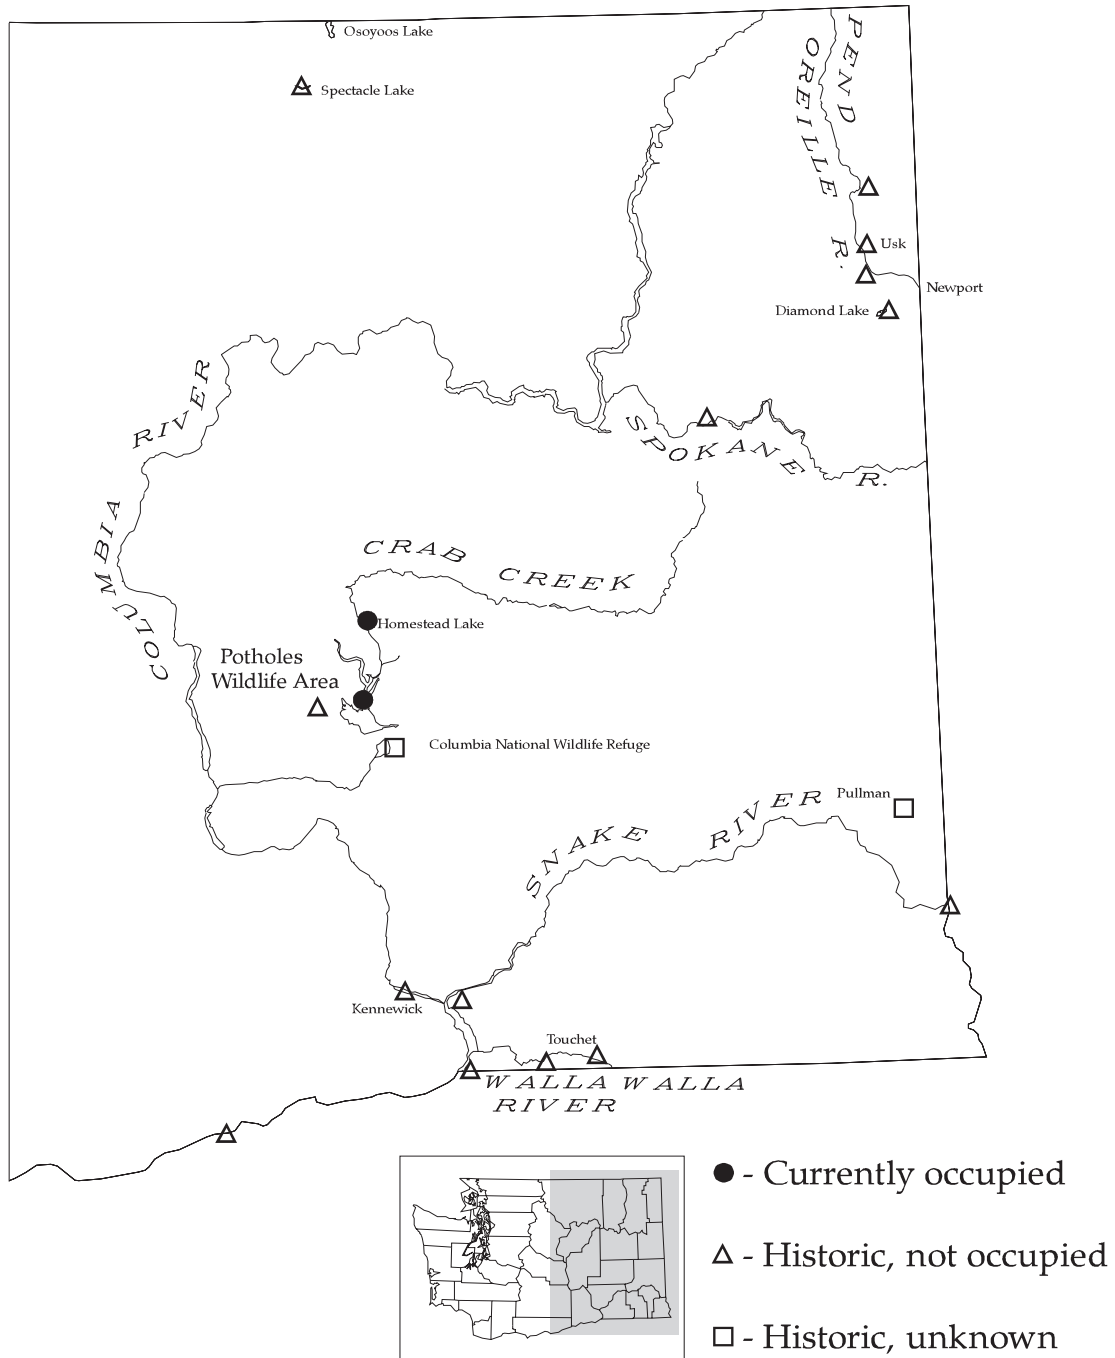 Osoyoos Lake
Spectacle Lake
PEND
OREILLE R.
Usk
Newport
Diamond Lake
COLUMBIA RIVER
SPOKANE R.
CRAB CREEK
Homestead Lake
Potholes
Wildlife Area
Columbia National Wildlife Refuge
Pullman
SNAKE RIVER
Kennewick
Touchet
WALLA WALLA
RIVER
- Currently occupied
- Historic, not occupied
- Historic, unknown